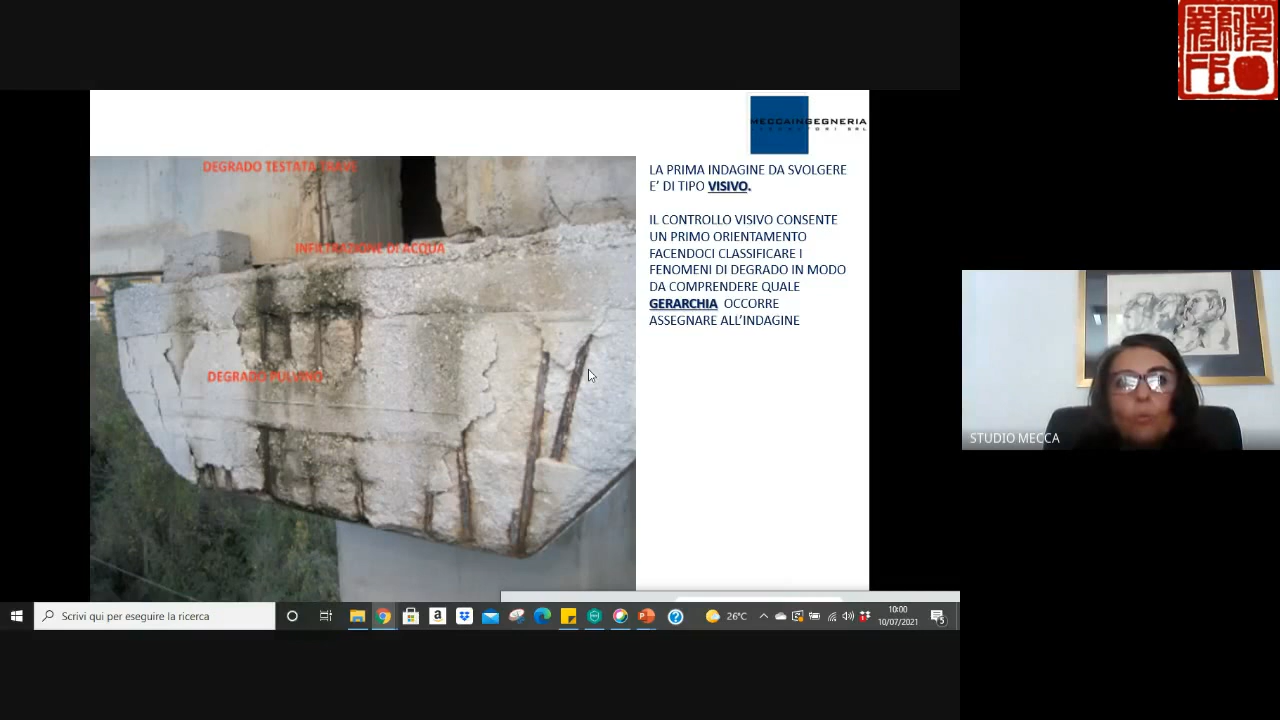 MECCAINGEGNERIA
LA PRIMA INDAGINE DA SVOLGERE
E' DI TIPO VISIVO.
IL CONTROLLO VISIVO CONSENTE
UN PRIMO ORIENTAMENTO
FACENDOCI CLASSIFICARE I
FENOMENI DI DEGRADO IN MODO
DA COMPRENDERE QUALE
GERARCHIA OCCORRE
ASSEGNARE ALL'INDAGINE
DEGRADO TESTATA TRAVE
INFILTRAZIONE DI ACQUA
DEGRADO PULVINO
STUDIO MECCA
Scrivi qui per eseguire la ricerca
26°C
10:00
10/07/2021
5